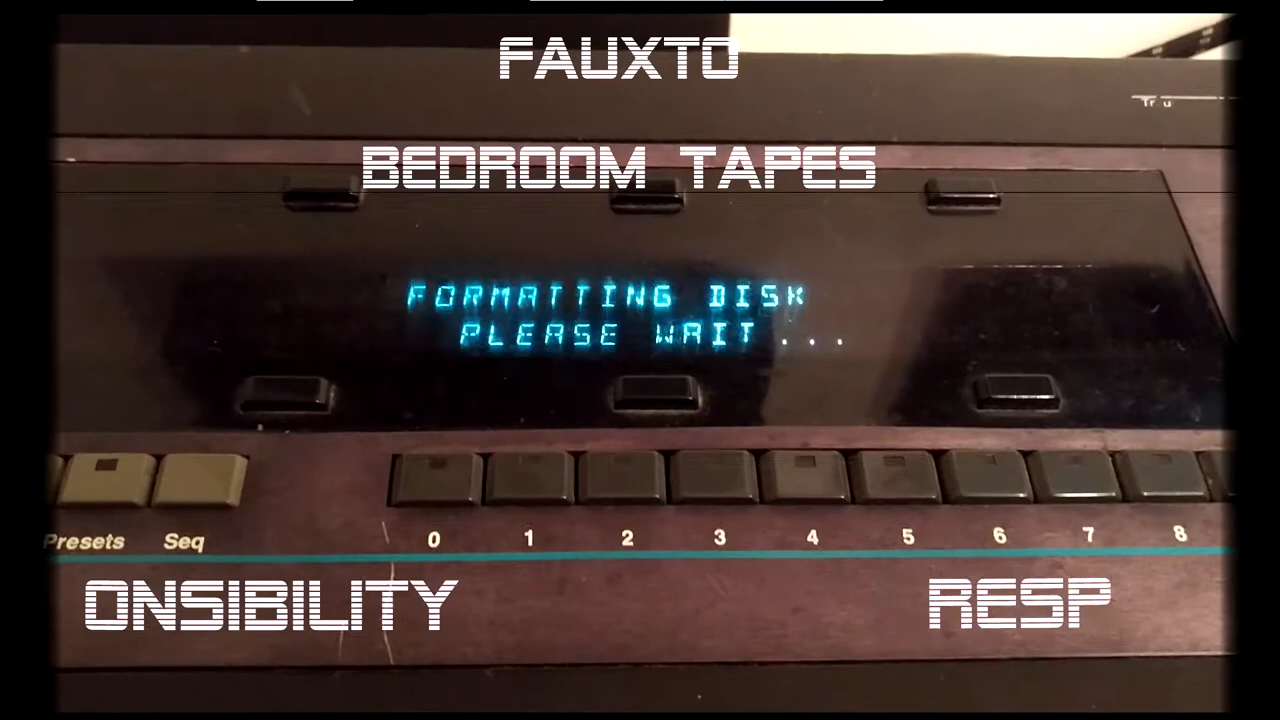 FAUXTO
BEDROOM TAPES
FORMATTING DISK
PLEASE WAIT...
Presets Seq 0 1 2 3 4 5 6 7 8
ONSIBILITY RESP